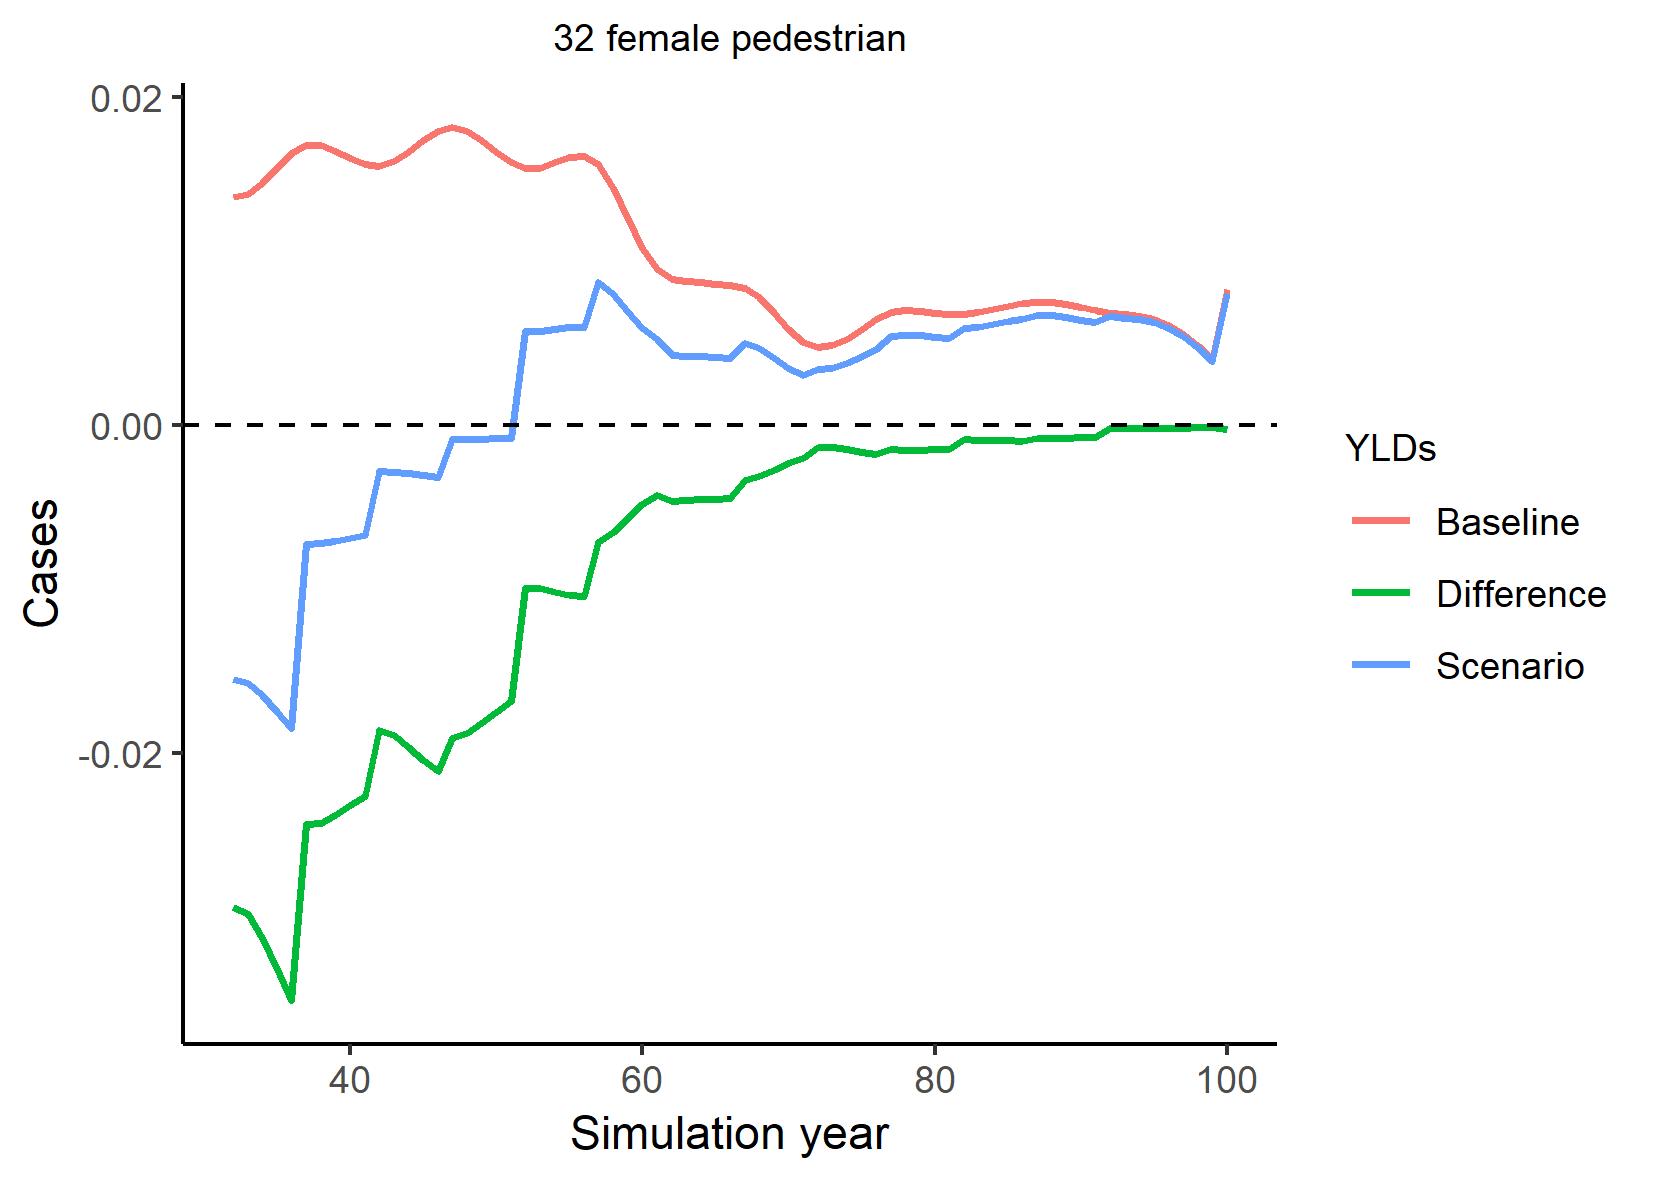 32 female pedestrian
0.02
0.00
-0.02
Cases
40 60 80 100
Simulation year
YLDs
Baseline
Difference
Scenario